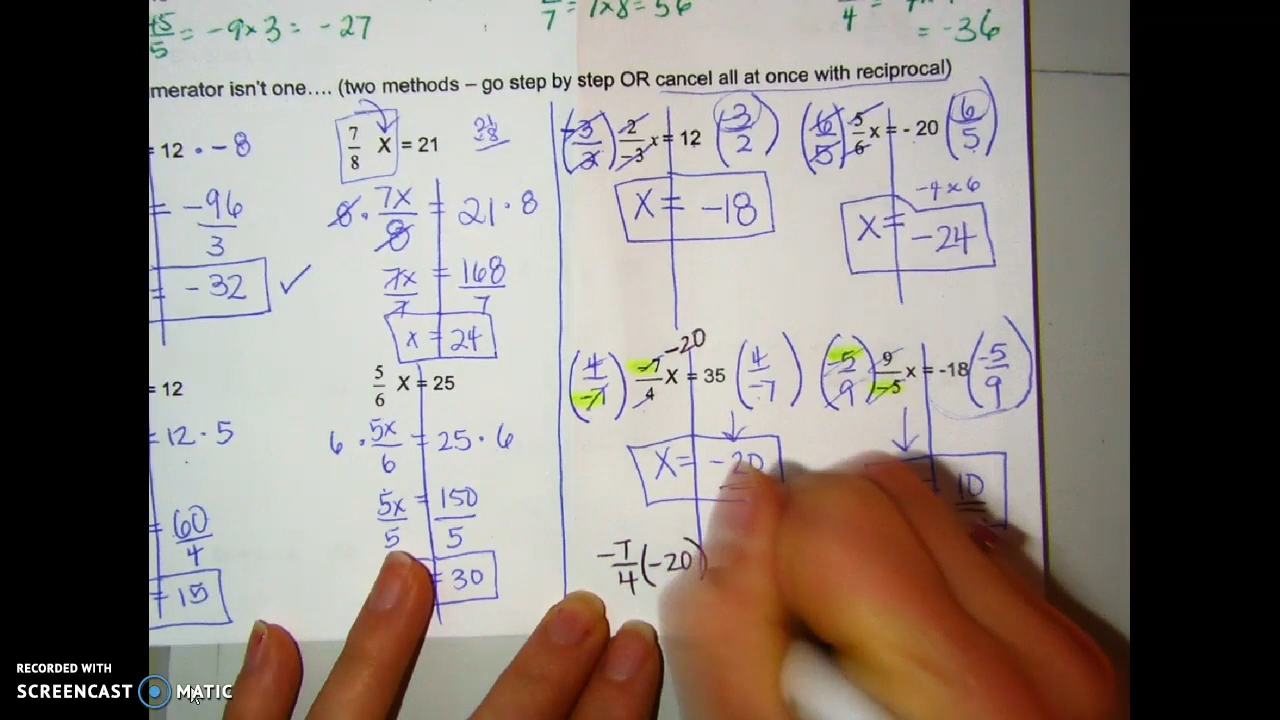 45/5 = -9 x 3 = -27
7 = 7 x 8 = 56
4 =
= -36
merator isn't one.... (two methods – go step by step OR cancel all at once with reciprocal)
= 12 · -8
= -96/3
= -32 ✓
7/8 X = 21
21/8
8 · 7x/8 = 21 · 8
7x/7 = 168/7
x = 24
(-3/2) 2/-3 x = 12 (-3/2)
X = -18
(6/5) 5/6 x = - 20 (6/5)
-4 x 6
X = -24
= 12
= 12 · 5
= 60/4
= 15
5/6 X = 25
6 · 5x/6 = 25 · 6
5x/5 = 150/5
= 30
-20
(4/-7) -7/4 X = 35 (4/-7)
X = -20
-7/4 (-20)
(-5/9) 9/-5 x = -18 (-5/9)
= 10
RECORDED WITH
SCREENCAST MATIC